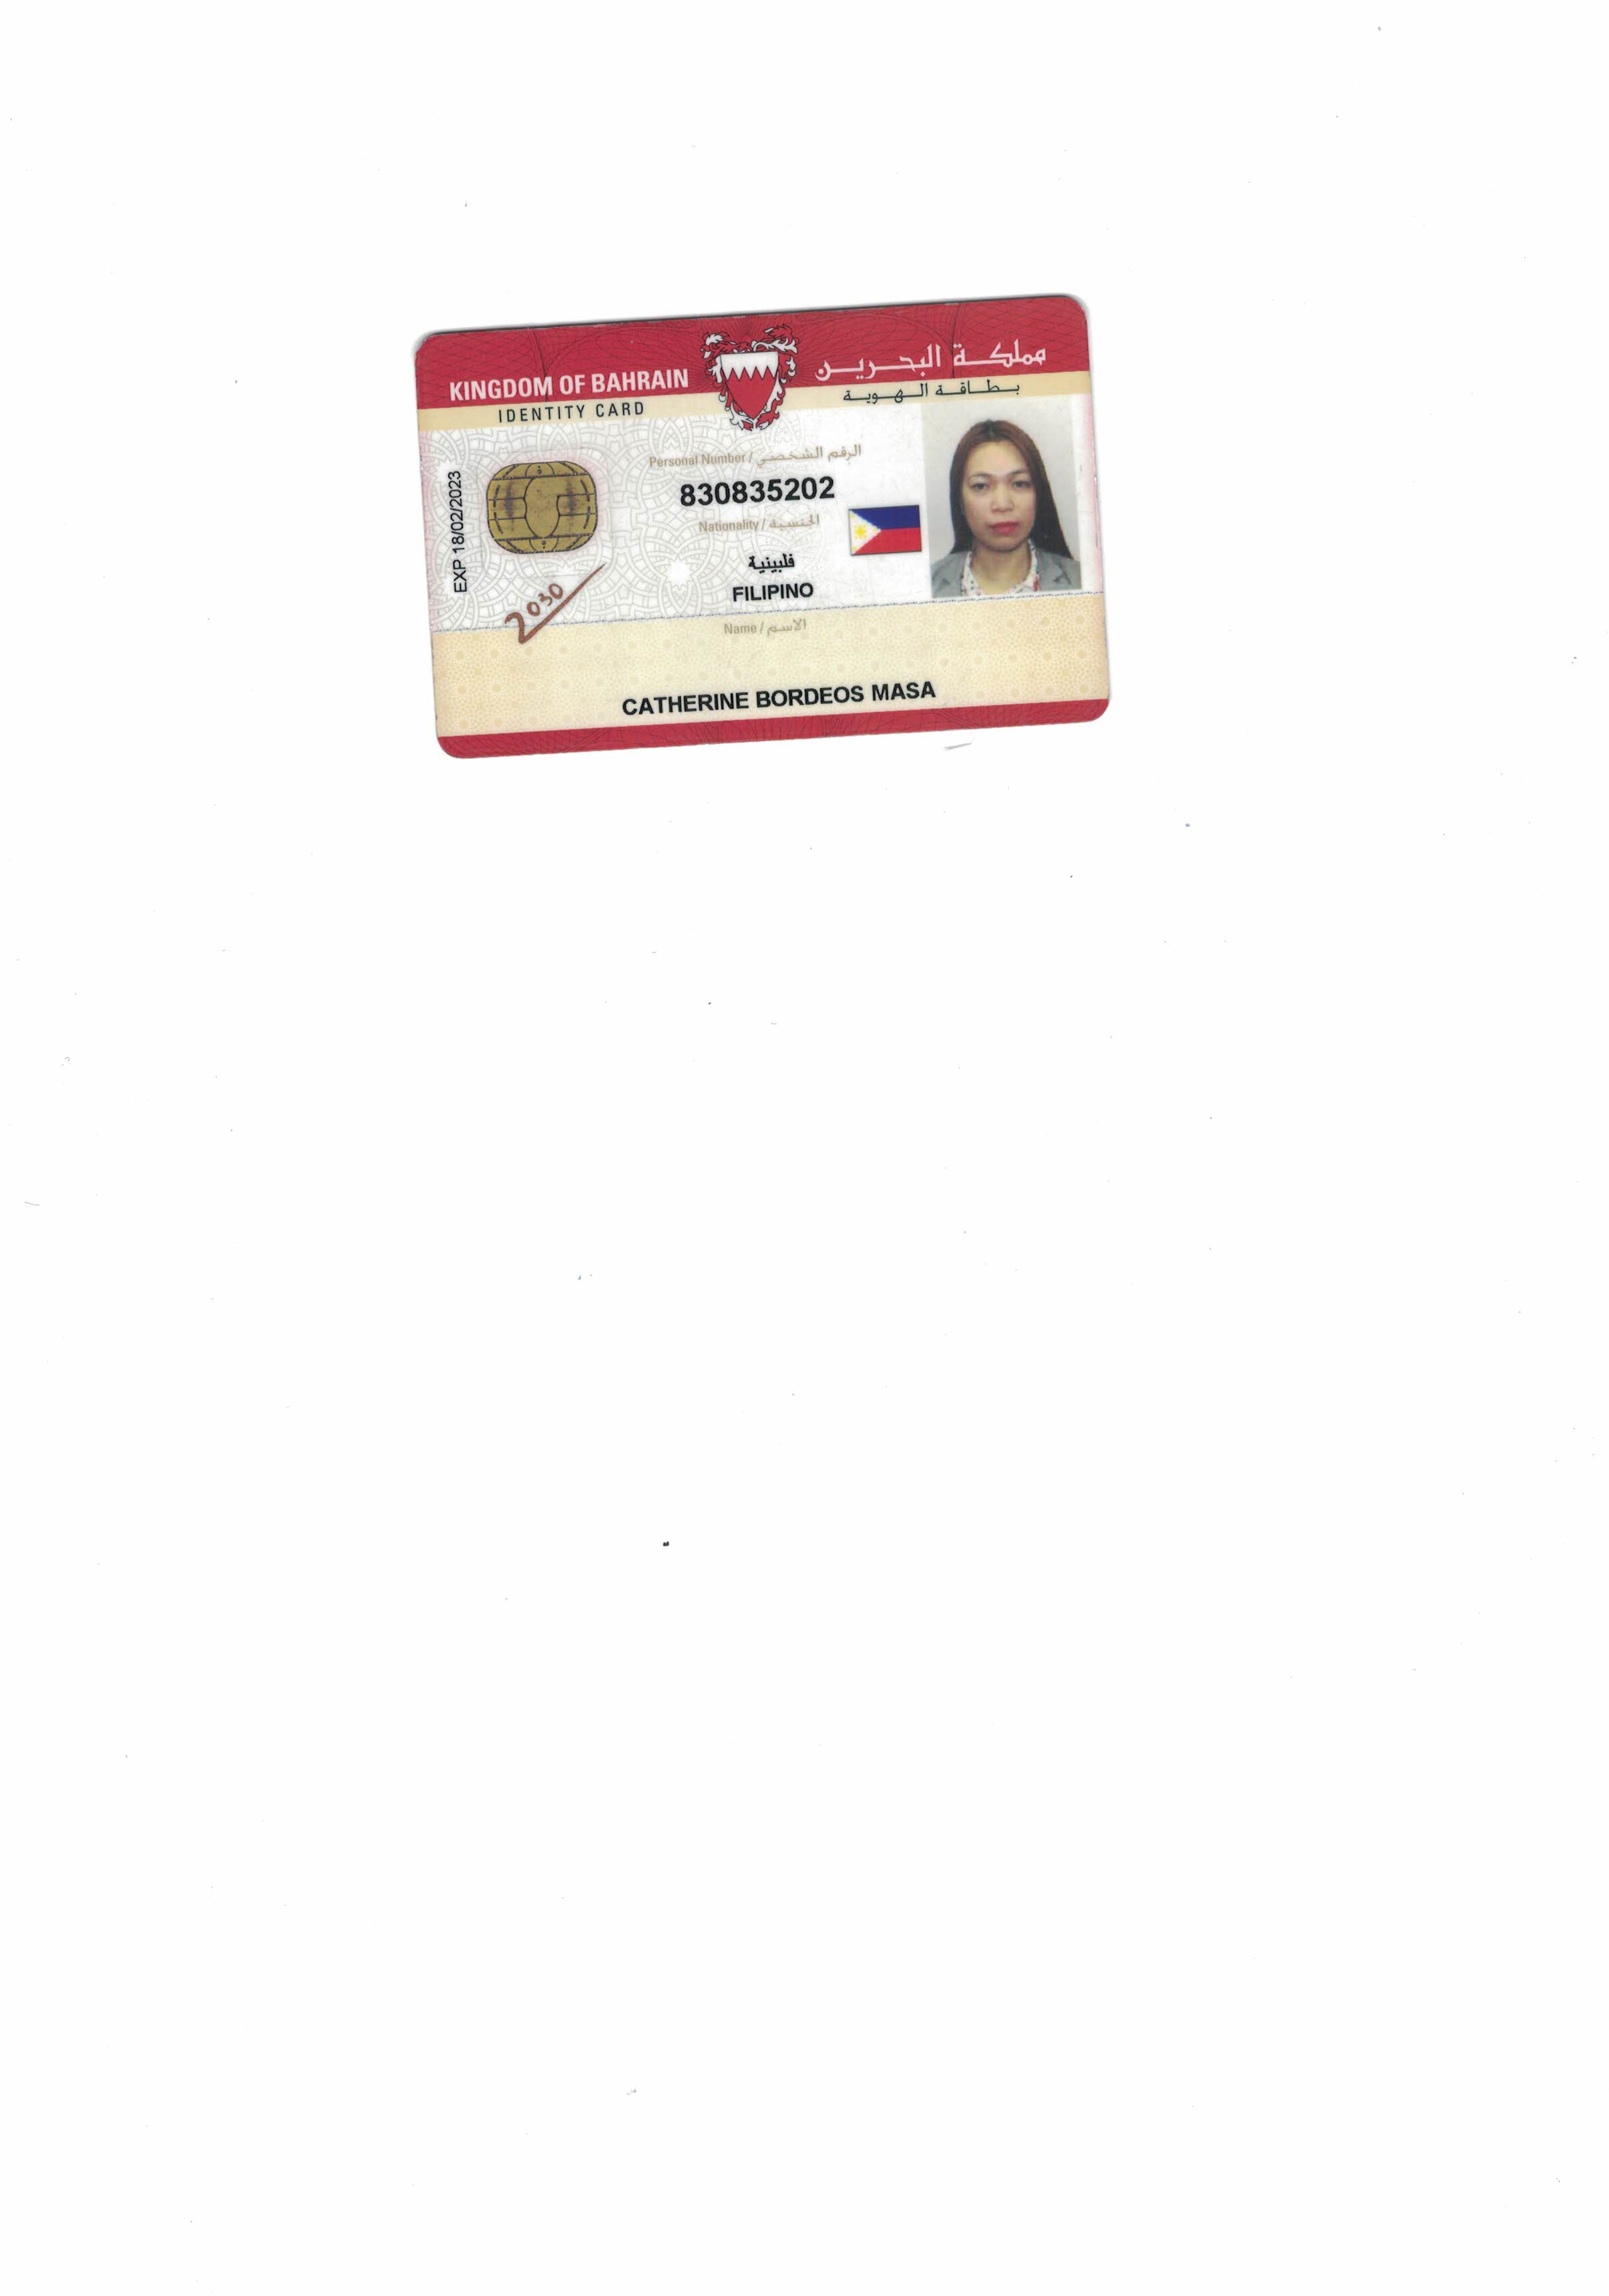 KINGDOM OF BAHRAIN مملكة البحرين
IDENTITY CARD بطاقة الهوية
Personal Number / الرقم الشخصي
830835202
Nationality / الجنسية
فلبينية
FILIPINO
EXP 18/02/2023
2030
Name / الاسم
CATHERINE BORDEOS MASA